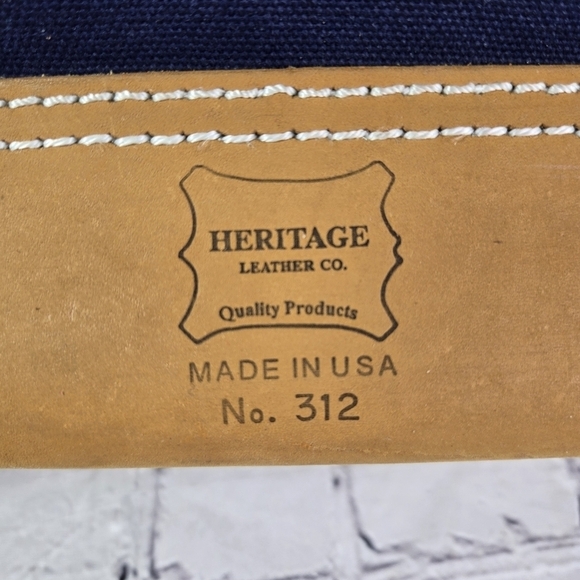 HERITAGE
LEATHER CO.
Quality Products
MADE IN USA
No. 312